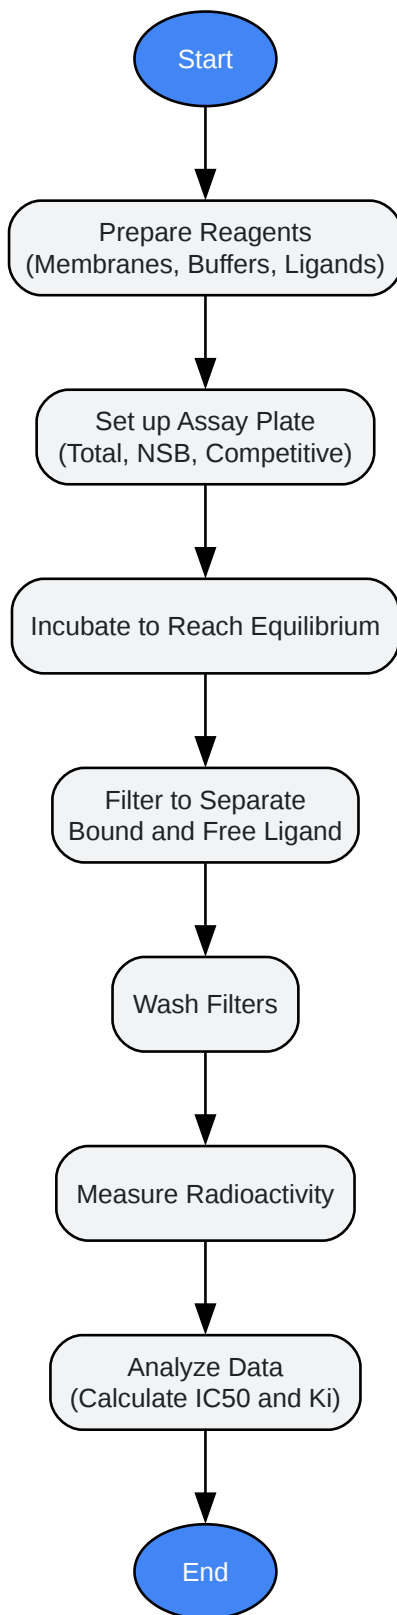 Start
Prepare Reagents
(Membranes, Buffers, Ligands)
Set up Assay Plate
(Total, NSB, Competitive)
Incubate to Reach Equilibrium
Filter to Separate
Bound and Free Ligand
Wash Filters
Measure Radioactivity
Analyze Data
(Calculate IC50 and Ki)
End